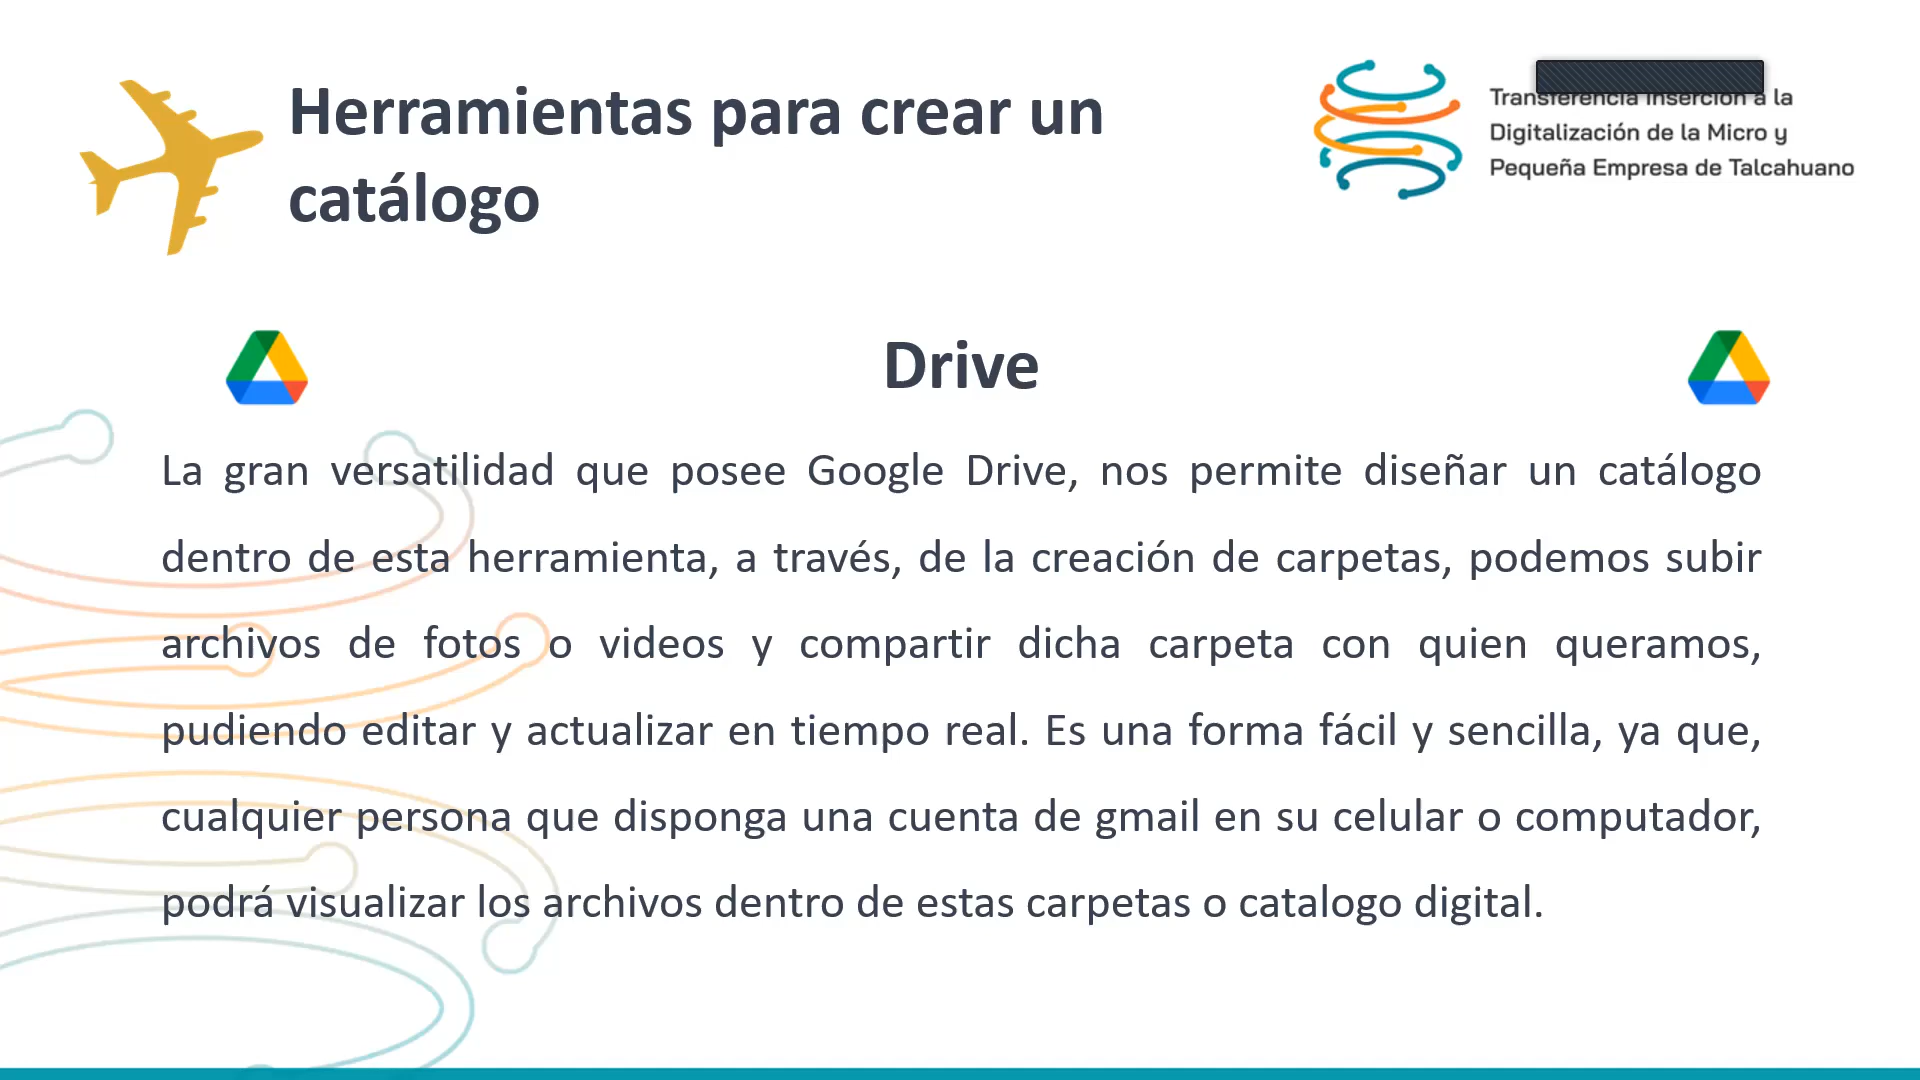 Herramientas para crear un
catálogo
Transferencia Inserción a la
Digitalización de la Micro y
Pequeña Empresa de Talcahuano
Drive
La gran versatilidad que posee Google Drive, nos permite diseñar un catálogo
dentro de esta herramienta, a través, de la creación de carpetas, podemos subir
archivos de fotos o videos y compartir dicha carpeta con quien queramos,
pudiendo editar y actualizar en tiempo real. Es una forma fácil y sencilla, ya que,
cualquier persona que disponga una cuenta de gmail en su celular o computador,
podrá visualizar los archivos dentro de estas carpetas o catalogo digital.